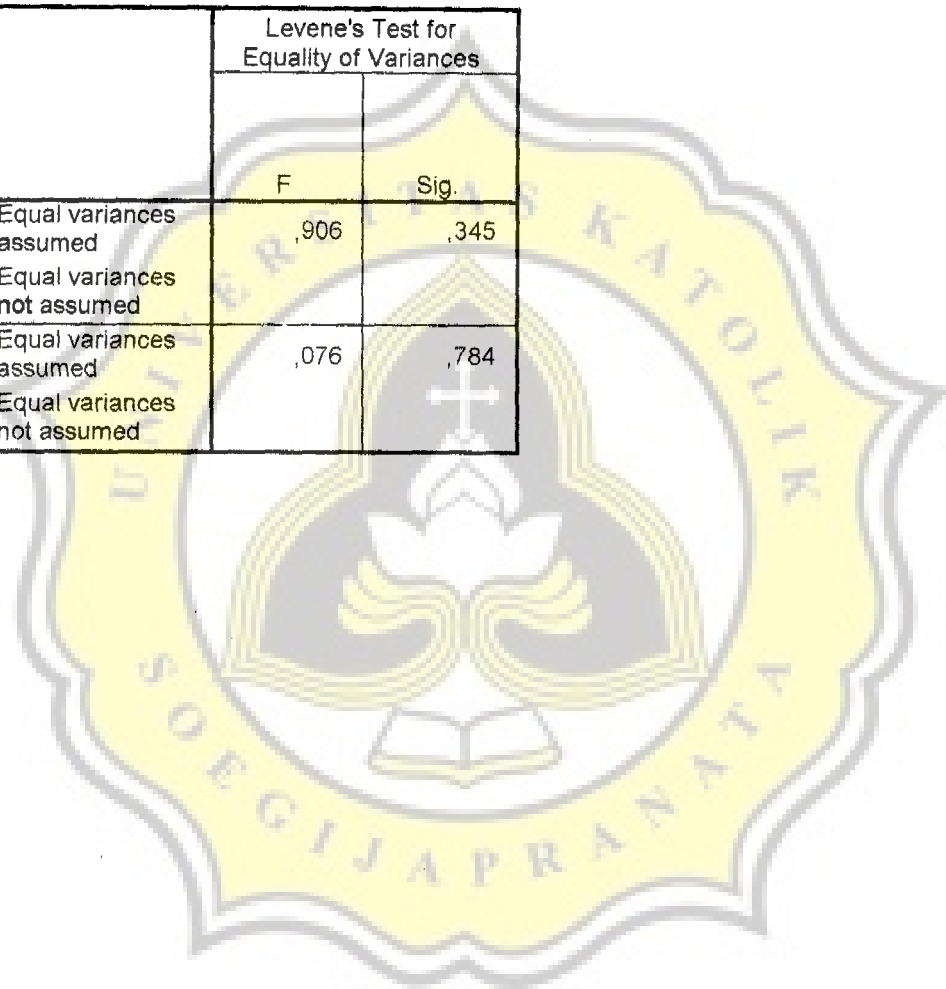 Levene's Test for
Equality of Variances
F Sig.
Equal variances
assumed ,906 ,345
Equal variances
not assumed
Equal variances
assumed ,076 ,784
Equal variances
not assumed
UNIVERSITAS KATOLIK
SOEGIJAPRANATA